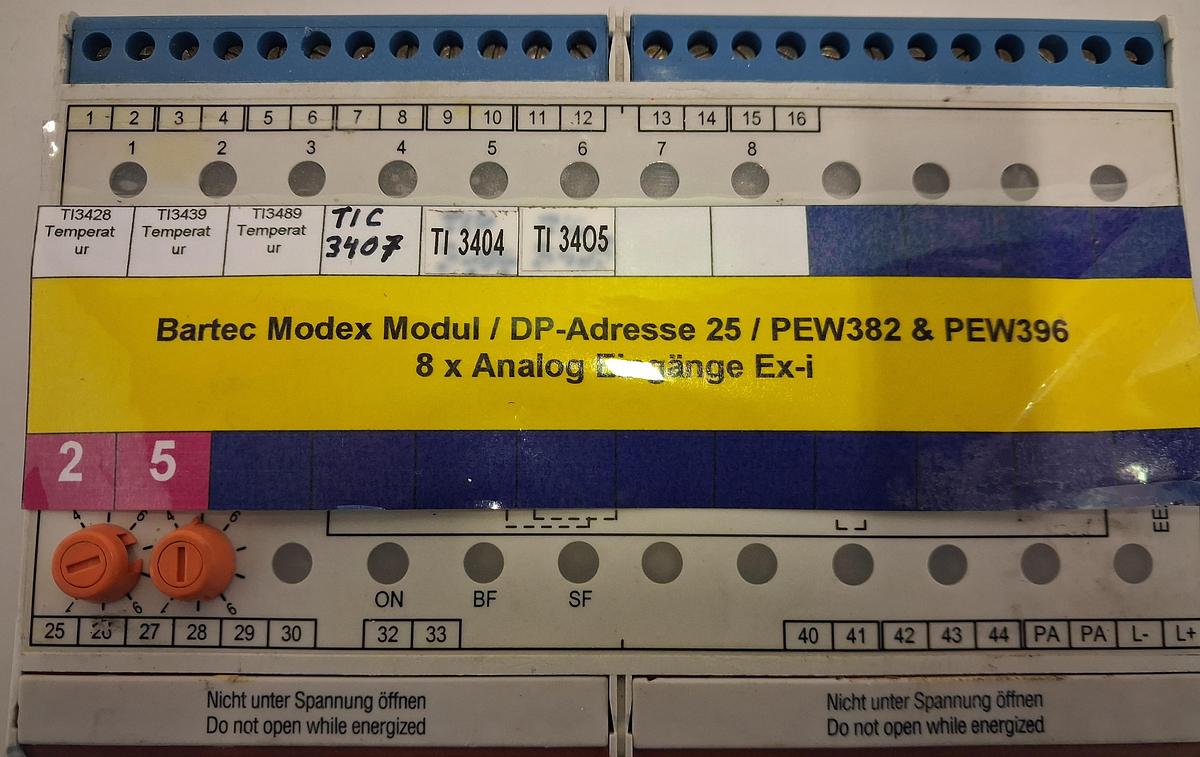 1 2 3 4 5 6 7 8 9 10 11 12 13 14 15 16
1 2 3 4 5 6 7 8
TI3428 Temperat ur
TI3439 Temperat ur
TI3489 Temperat ur
TIC 3407
TI 3404
TI 3405
Bartec Modex Modul / DP-Adresse 25 / PEW382 & PEW396
8 x Analog Eingänge Ex-i
2 5
4 6 4 6
ON BF SF
25 26 27 28 29 30 32 33 40 41 42 43 44 PA PA L- L+
Nicht unter Spannung öffnen
Do not open while energized
Nicht unter Spannung öffnen
Do not open while energized